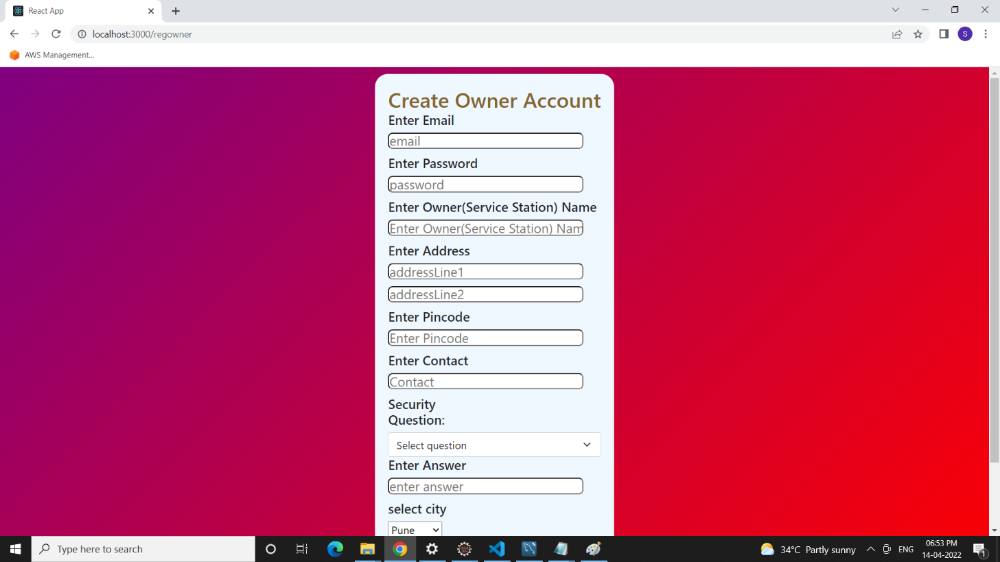 React App
localhost:3000/regowner
S
AWS Management...
Create Owner Account
Enter Email
email
Enter Password
password
Enter Owner(Service Station) Name
Enter Owner(Service Station) Nam
Enter Address
addressLine1
addressLine2
Enter Pincode
Enter Pincode
Enter Contact
Contact
Security
Question:
Select question
Enter Answer
enter answer
select city
Pune
Type here to search
34°C Partly sunny
ENG
06:53 PM
14-04-2022
1